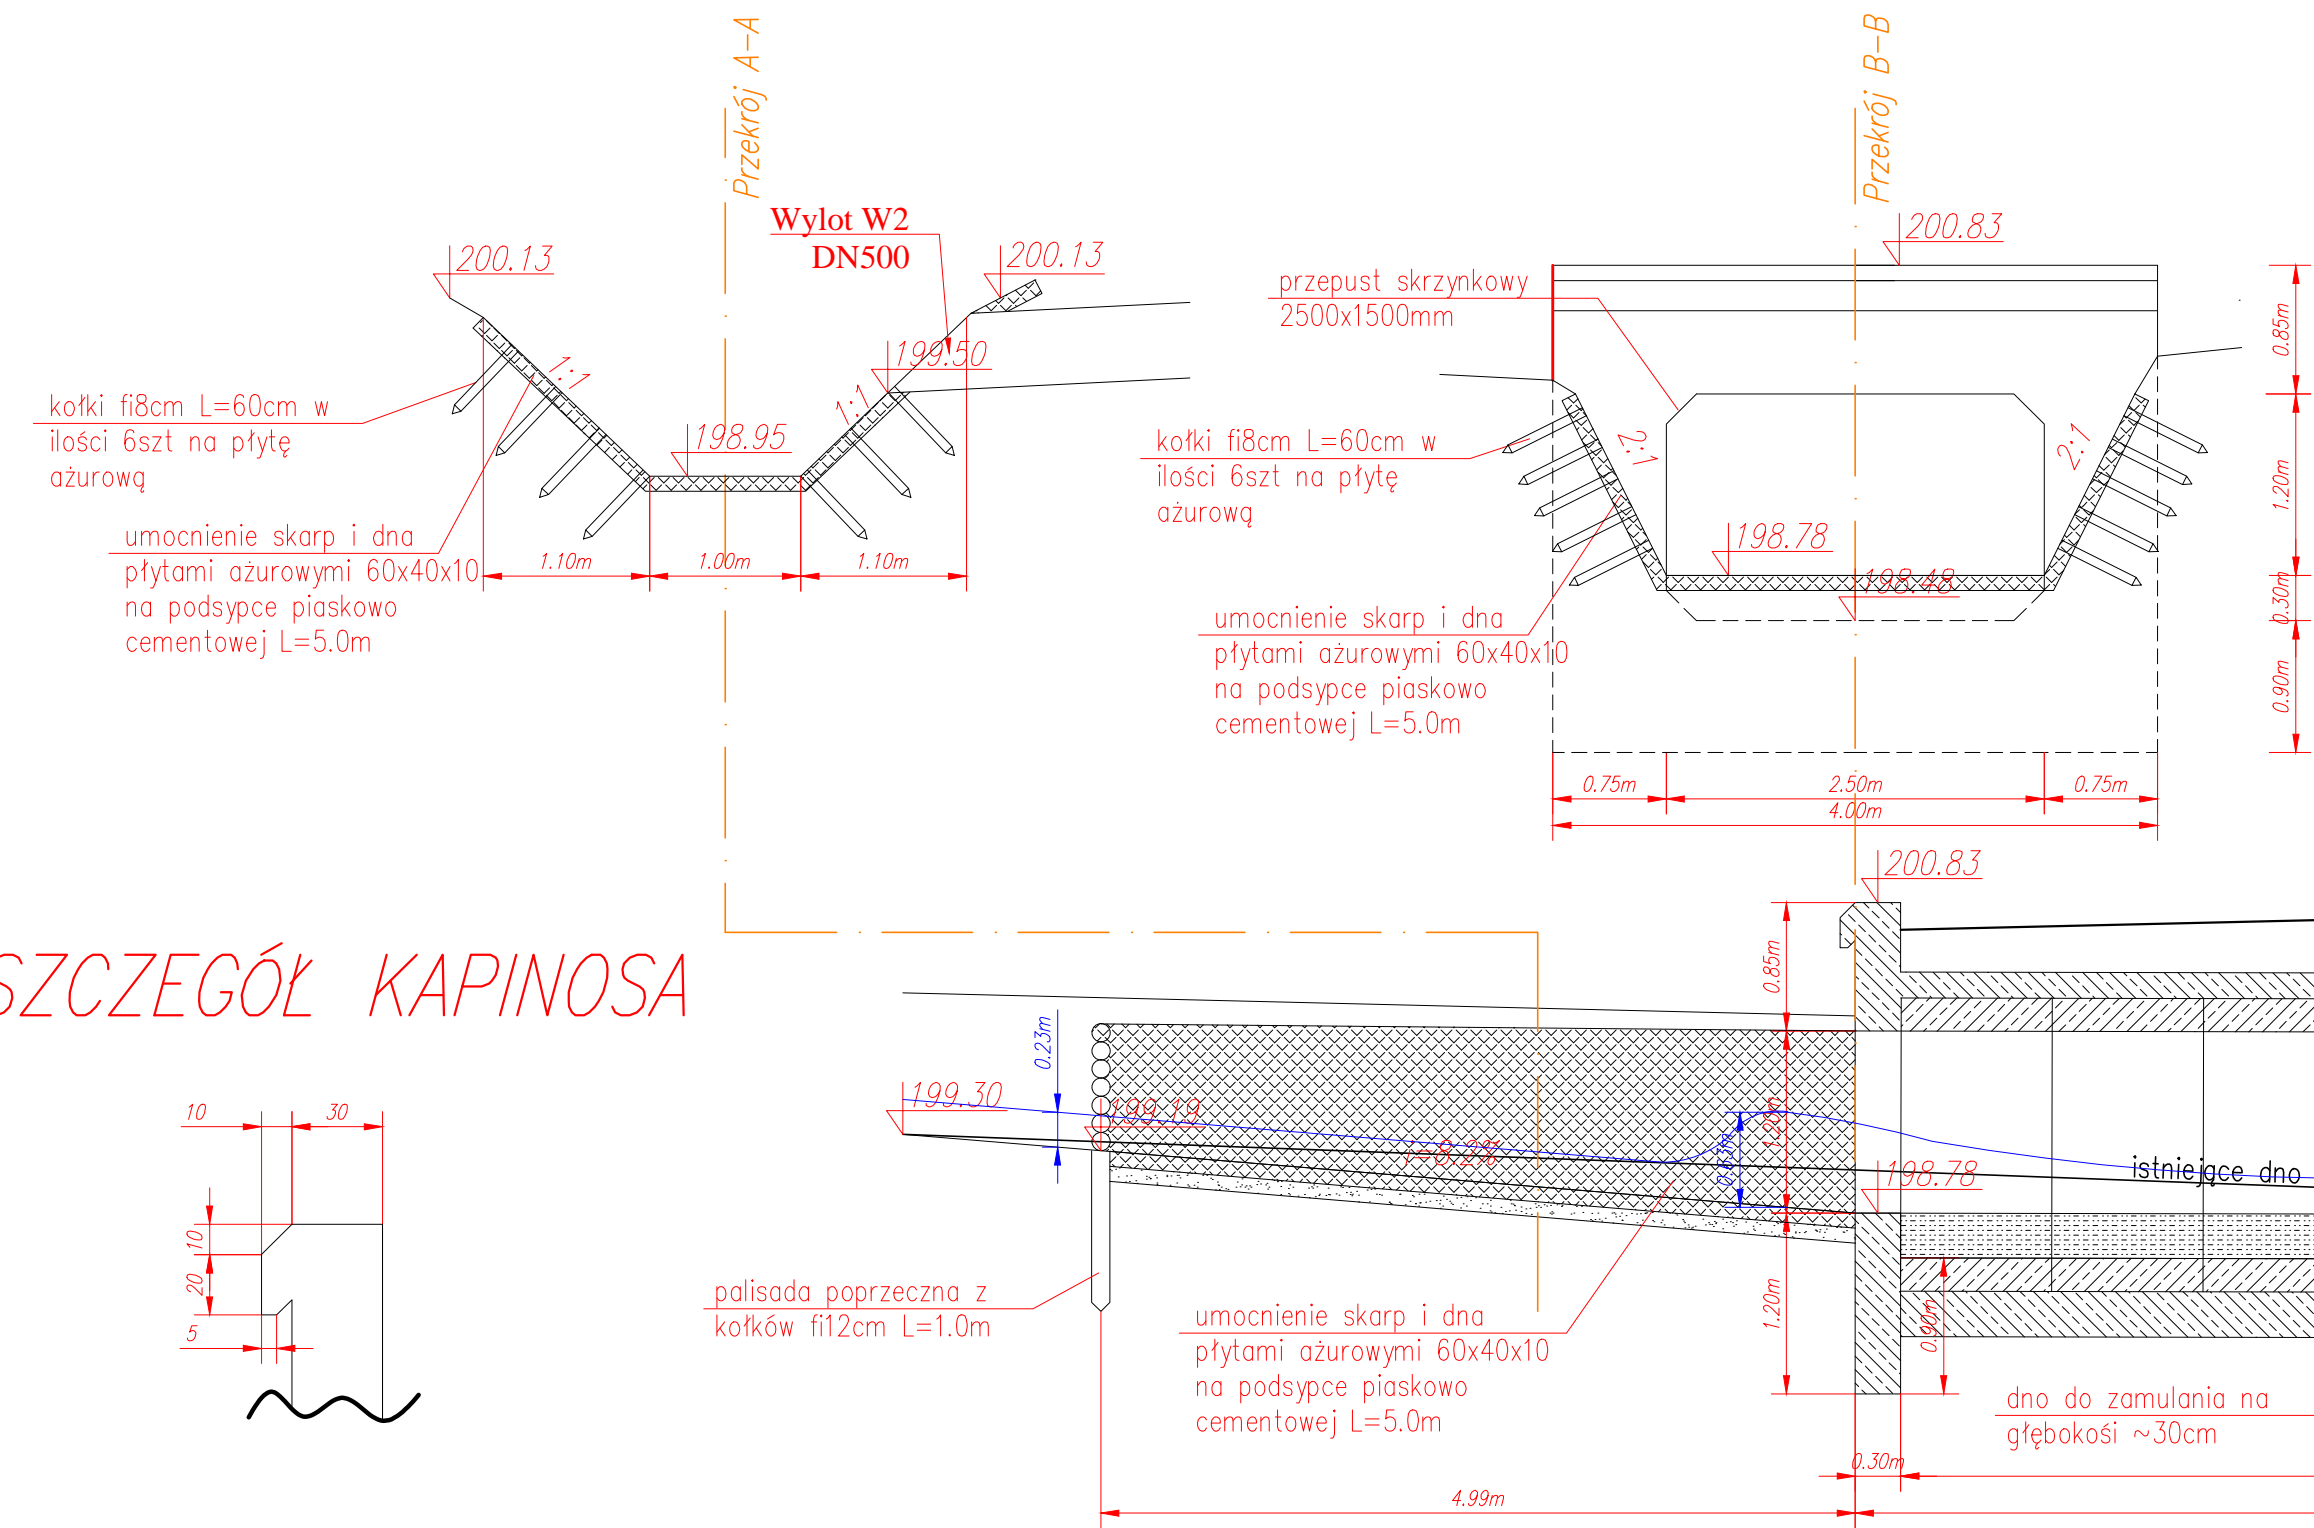 Przekrój A-A
Wylot W2
DN500
200.13
200.13
199.50
1:1
1:1
198.95
kołki fi8cm L=60cm w
ilości 6szt na płytę
ażurową
umocnienie skarp i dna
płytami ażurowymi 60x40x10
na podsypce piaskowo
cementowej L=5.0m
1.10m
1.00m
1.10m
Przekrój B-B
200.83
przepust skrzynkowy
2500x1500mm
kołki fi8cm L=60cm w
ilości 6szt na płytę
ażurową
2:1
2:1
198.78
198.48
umocnienie skarp i dna
płytami ażurowymi 60x40x10
na podsypce piaskowo
cementowej L=5.0m
0.85m
1.20m
0.30m
0.90m
0.75m
2.50m
0.75m
4.00m
SZCZEGÓŁ KAPINOSA
10
30
10
20
5
200.83
0.85m
0.23m
199.30
199.19
i=8.2%
0.63m
1.20m
198.78
istniejące dno
1.20m
0.90m
palisada poprzeczna z
kołków fi12cm L=1.0m
umocnienie skarp i dna
płytami ażurowymi 60x40x10
na podsypce piaskowo
cementowej L=5.0m
dno do zamulania na
głębokośi ~30cm
0.30m
4.99m